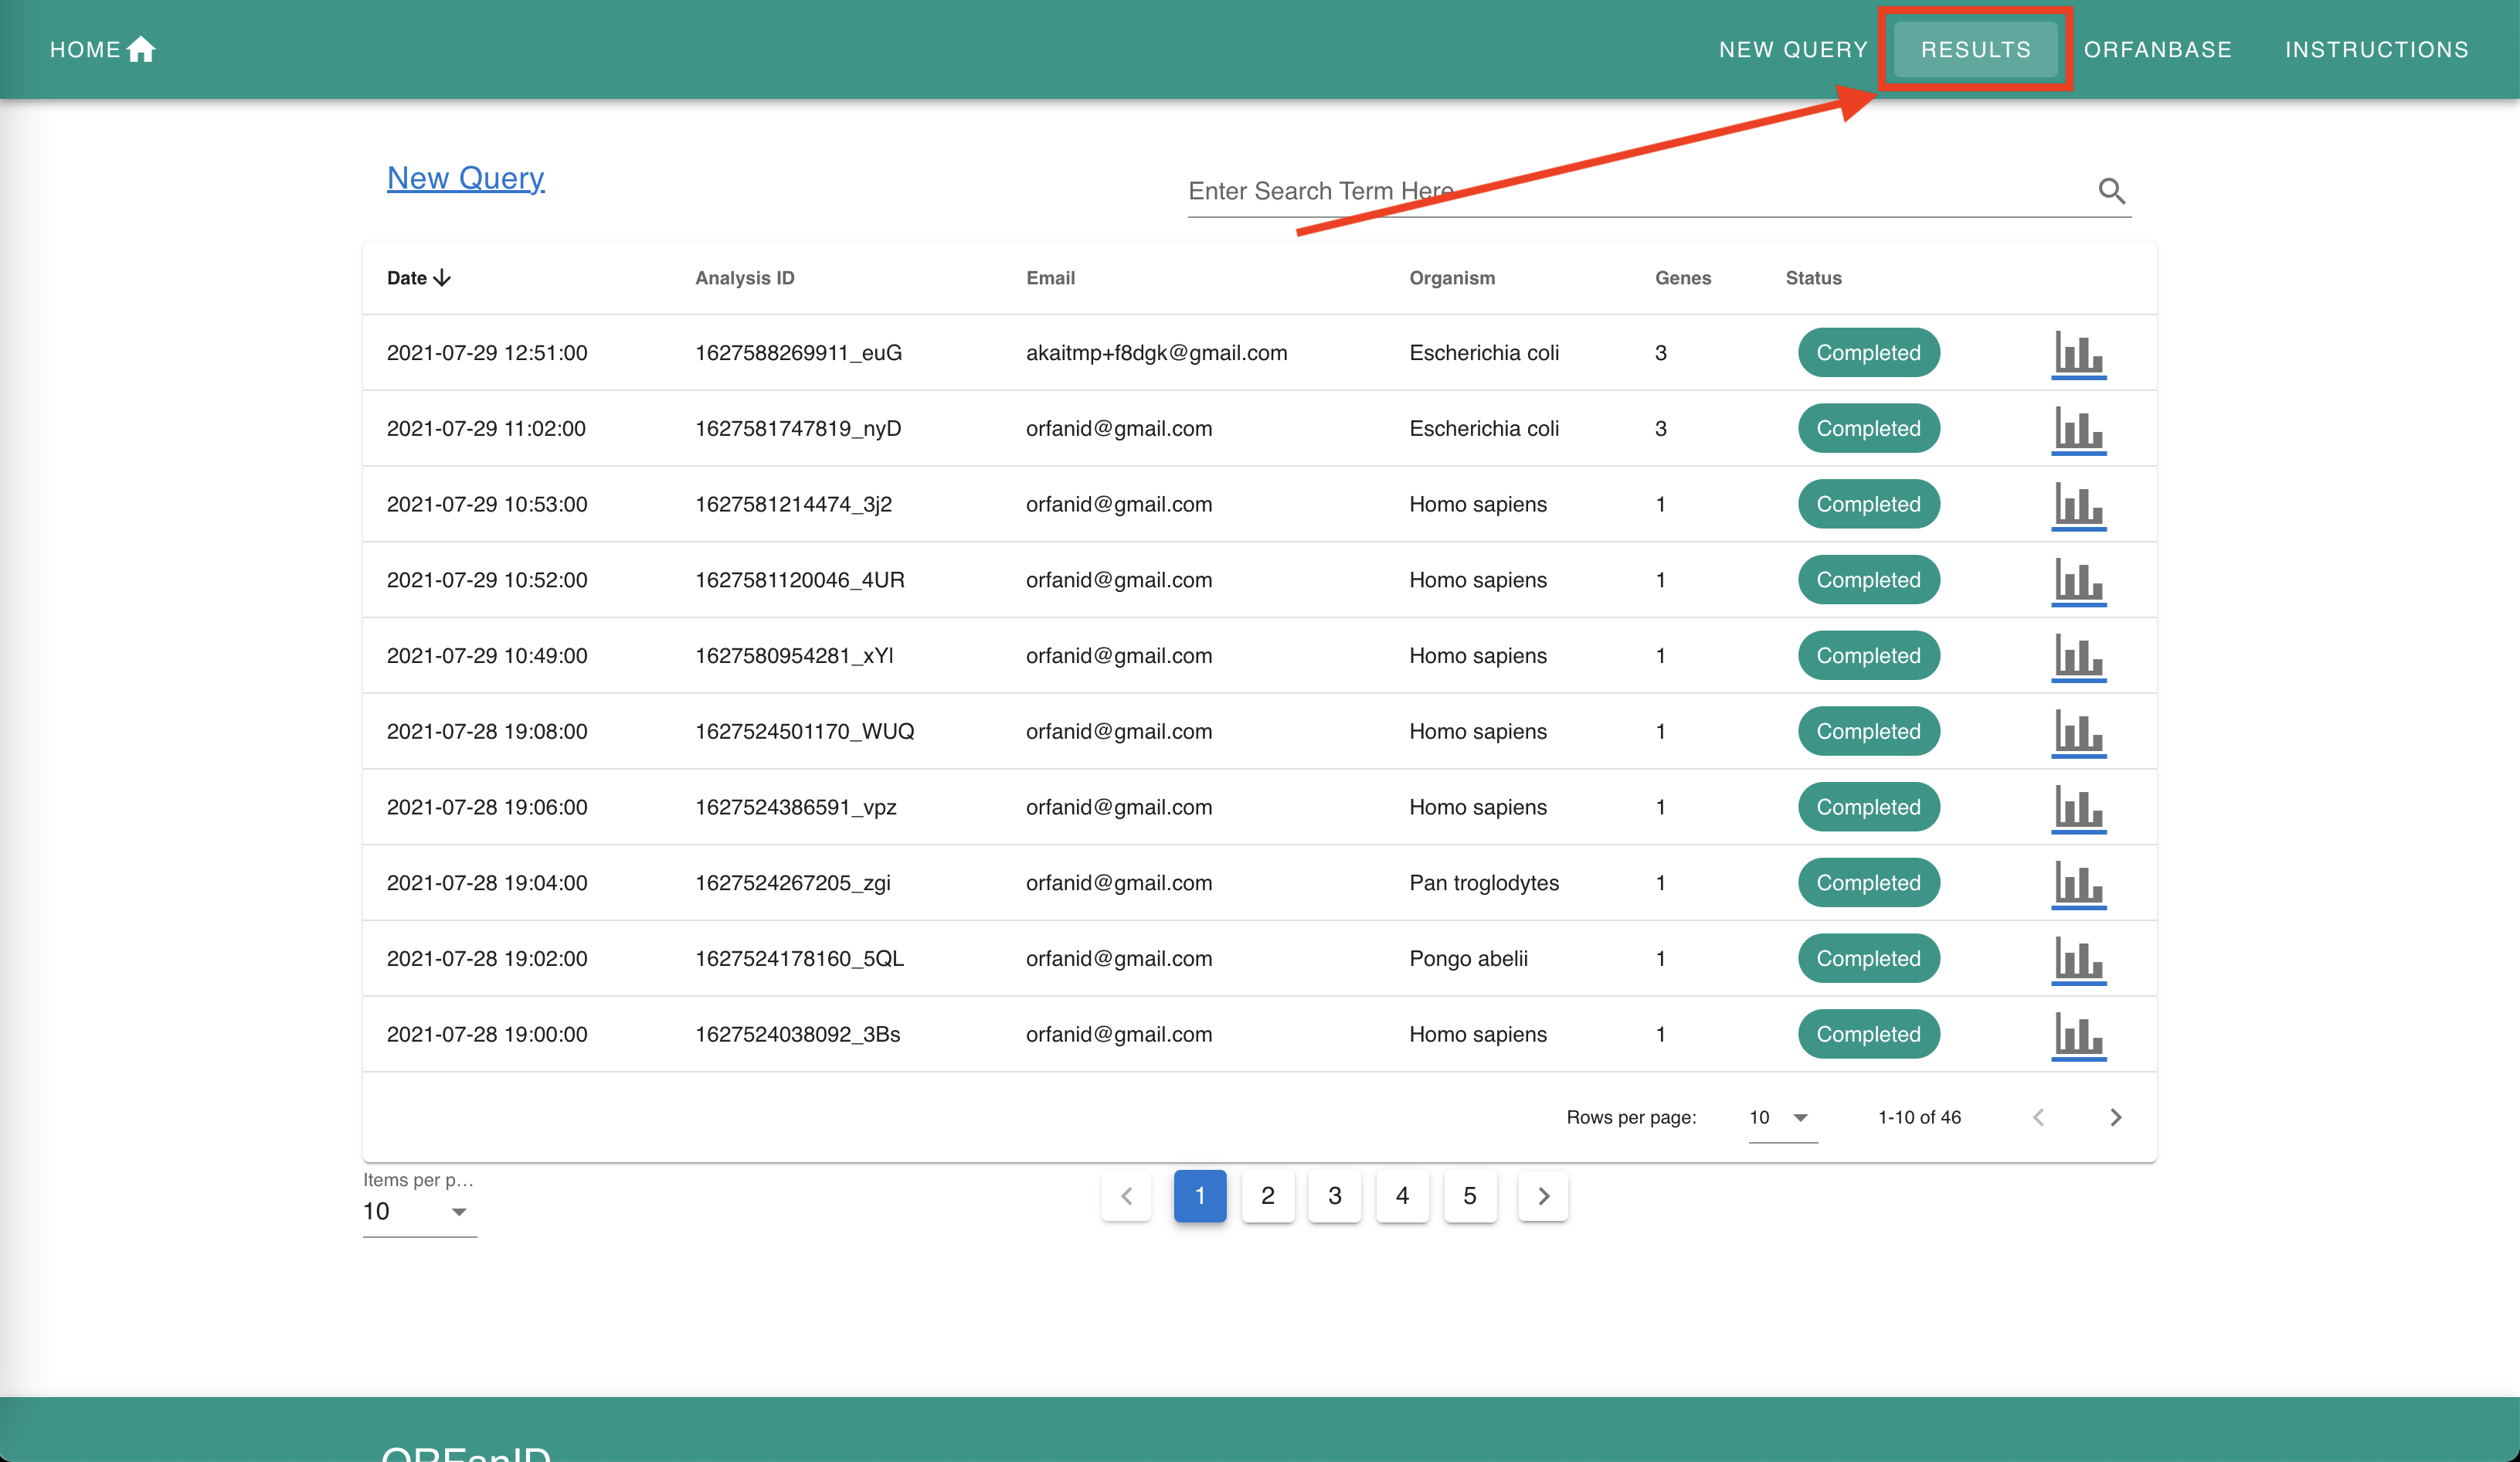 HOME NEW QUERY RESULTS ORFANBASE INSTRUCTIONS
New Query
Enter Search Term Here
Date Analysis ID Email Organism Genes Status
2021-07-29 12:51:00 1627588269911_euG akaitmp+f8dgk@gmail.com Escherichia coli 3 Completed
2021-07-29 11:02:00 1627581747819_nyD orfanid@gmail.com Escherichia coli 3 Completed
2021-07-29 10:53:00 1627581214474_3j2 orfanid@gmail.com Homo sapiens 1 Completed
2021-07-29 10:52:00 1627581120046_4UR orfanid@gmail.com Homo sapiens 1 Completed
2021-07-29 10:49:00 1627580954281_xYl orfanid@gmail.com Homo sapiens 1 Completed
2021-07-28 19:08:00 1627524501170_WUQ orfanid@gmail.com Homo sapiens 1 Completed
2021-07-28 19:06:00 1627524386591_vpz orfanid@gmail.com Homo sapiens 1 Completed
2021-07-28 19:04:00 1627524267205_zgi orfanid@gmail.com Pan troglodytes 1 Completed
2021-07-28 19:02:00 1627524178160_5QL orfanid@gmail.com Pongo abelii 1 Completed
2021-07-28 19:00:00 1627524038092_3Bs orfanid@gmail.com Homo sapiens 1 Completed
Rows per page: 10 1-10 of 46
Items per p...
10 1 2 3 4 5
ORFanID